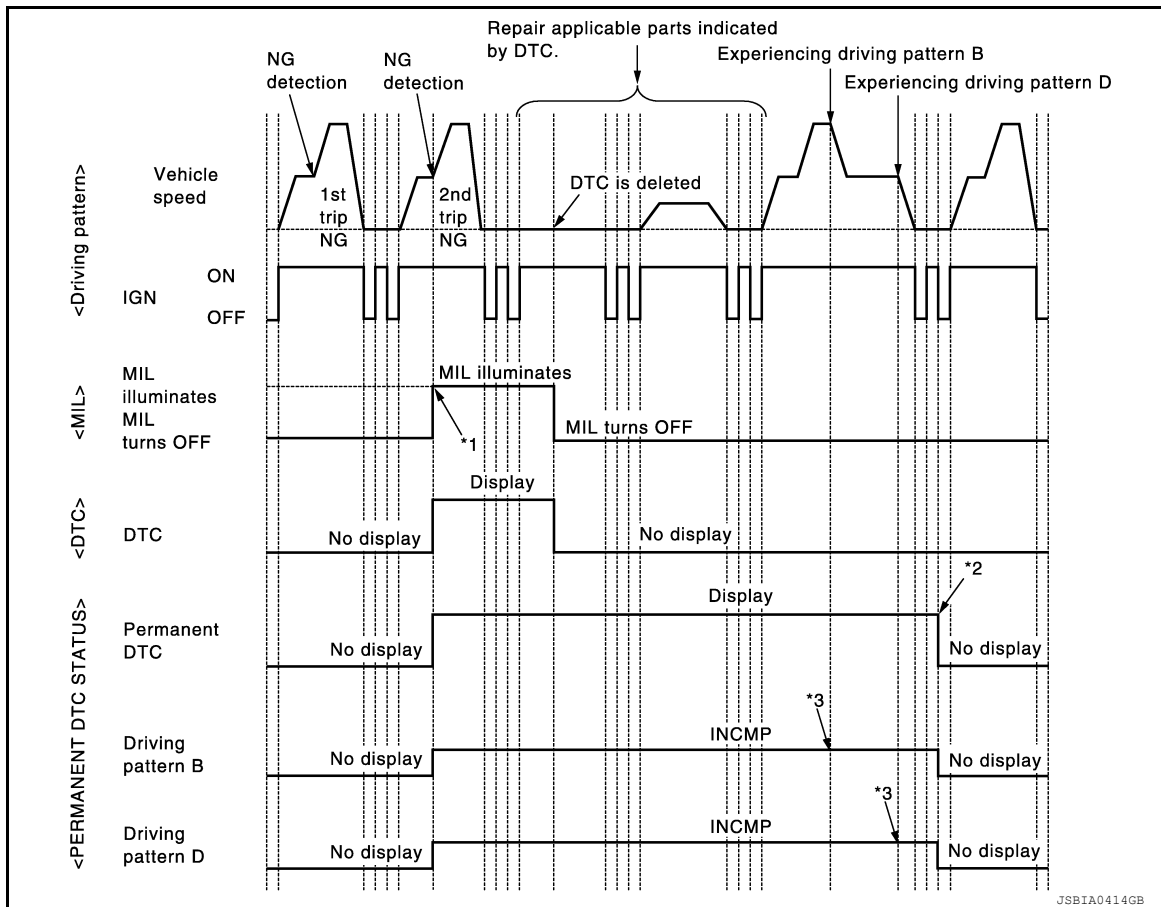 Repair applicable parts indicated
by DTC.
NG
detection
NG
detection
Experiencing driving pattern B
Experiencing driving pattern D
<Driving pattern>
Vehicle
speed
1st
trip
NG
2nd
trip
NG
DTC is deleted
IGN
ON
OFF
<MIL>
MIL
illuminates
MIL
turns OFF
MIL illuminates
*1
MIL turns OFF
<DTC>
DTC
No display
Display
No display
<PERMANENT DTC STATUS>
Permanent
DTC
No display
Display
*2
No display
Driving
pattern B
No display
INCMP
*3
No display
Driving
pattern D
No display
INCMP
*3
No display
JSBIA0414GB